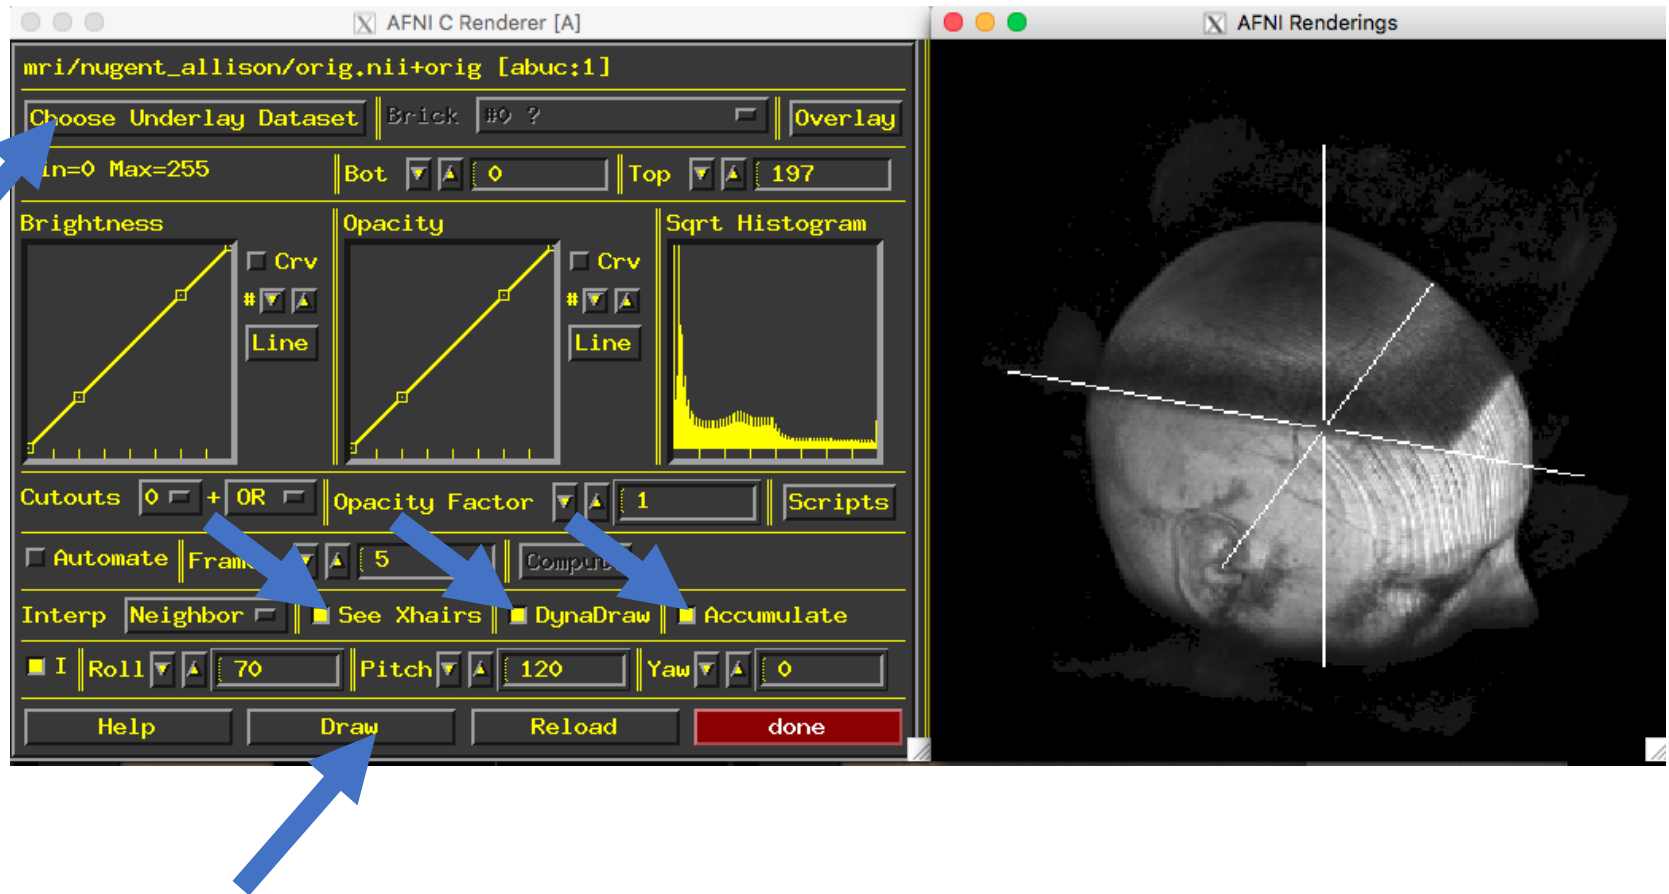 AFNI C Renderer [A]
AFNI Renderings
mri/nugent_allison/orig.nii+orig [abuc:1]
Choose Underlay Dataset Brick #0 ? Overlay
in=0 Max=255 Bot 0 Top 197
Brightness Opacity Sqrt Histogram
Crv Crv
# #
Line Line
Cutouts 0 + OR Opacity Factor 1 Scripts
Automate Fram 5 Comput
Interp Neighbor See Xhairs DynaDraw Accumulate
I Roll 70 Pitch 120 Yaw 0
Help Draw Reload done